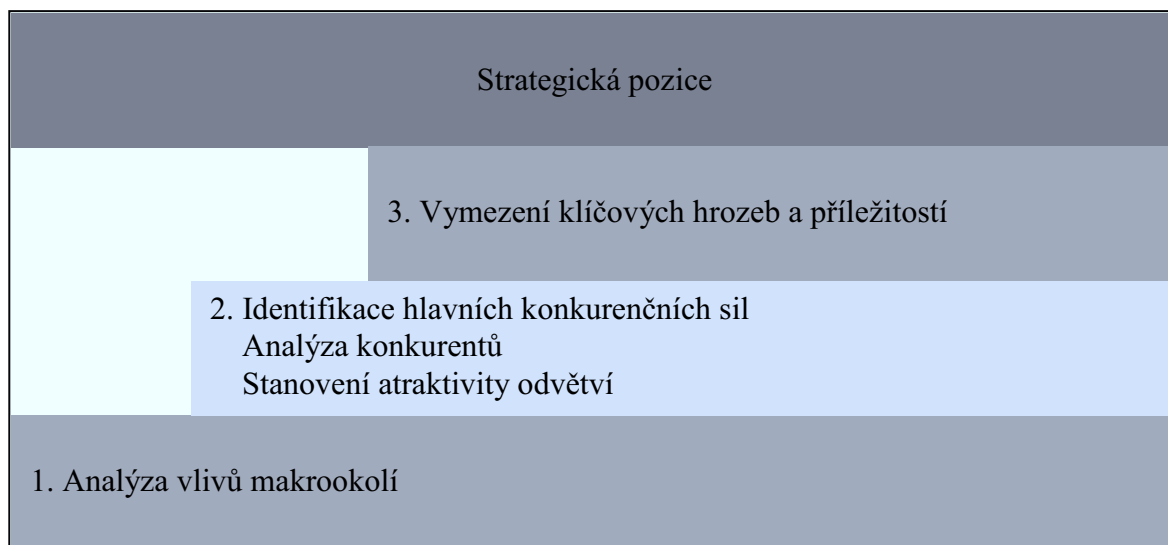 Strategická pozice
3. Vymezení klíčových hrozeb a příležitostí
2. Identifikace hlavních konkurenčních sil
Analýza konkurentů
Stanovení atraktivity odvětví
1. Analýza vlivů makrookolí